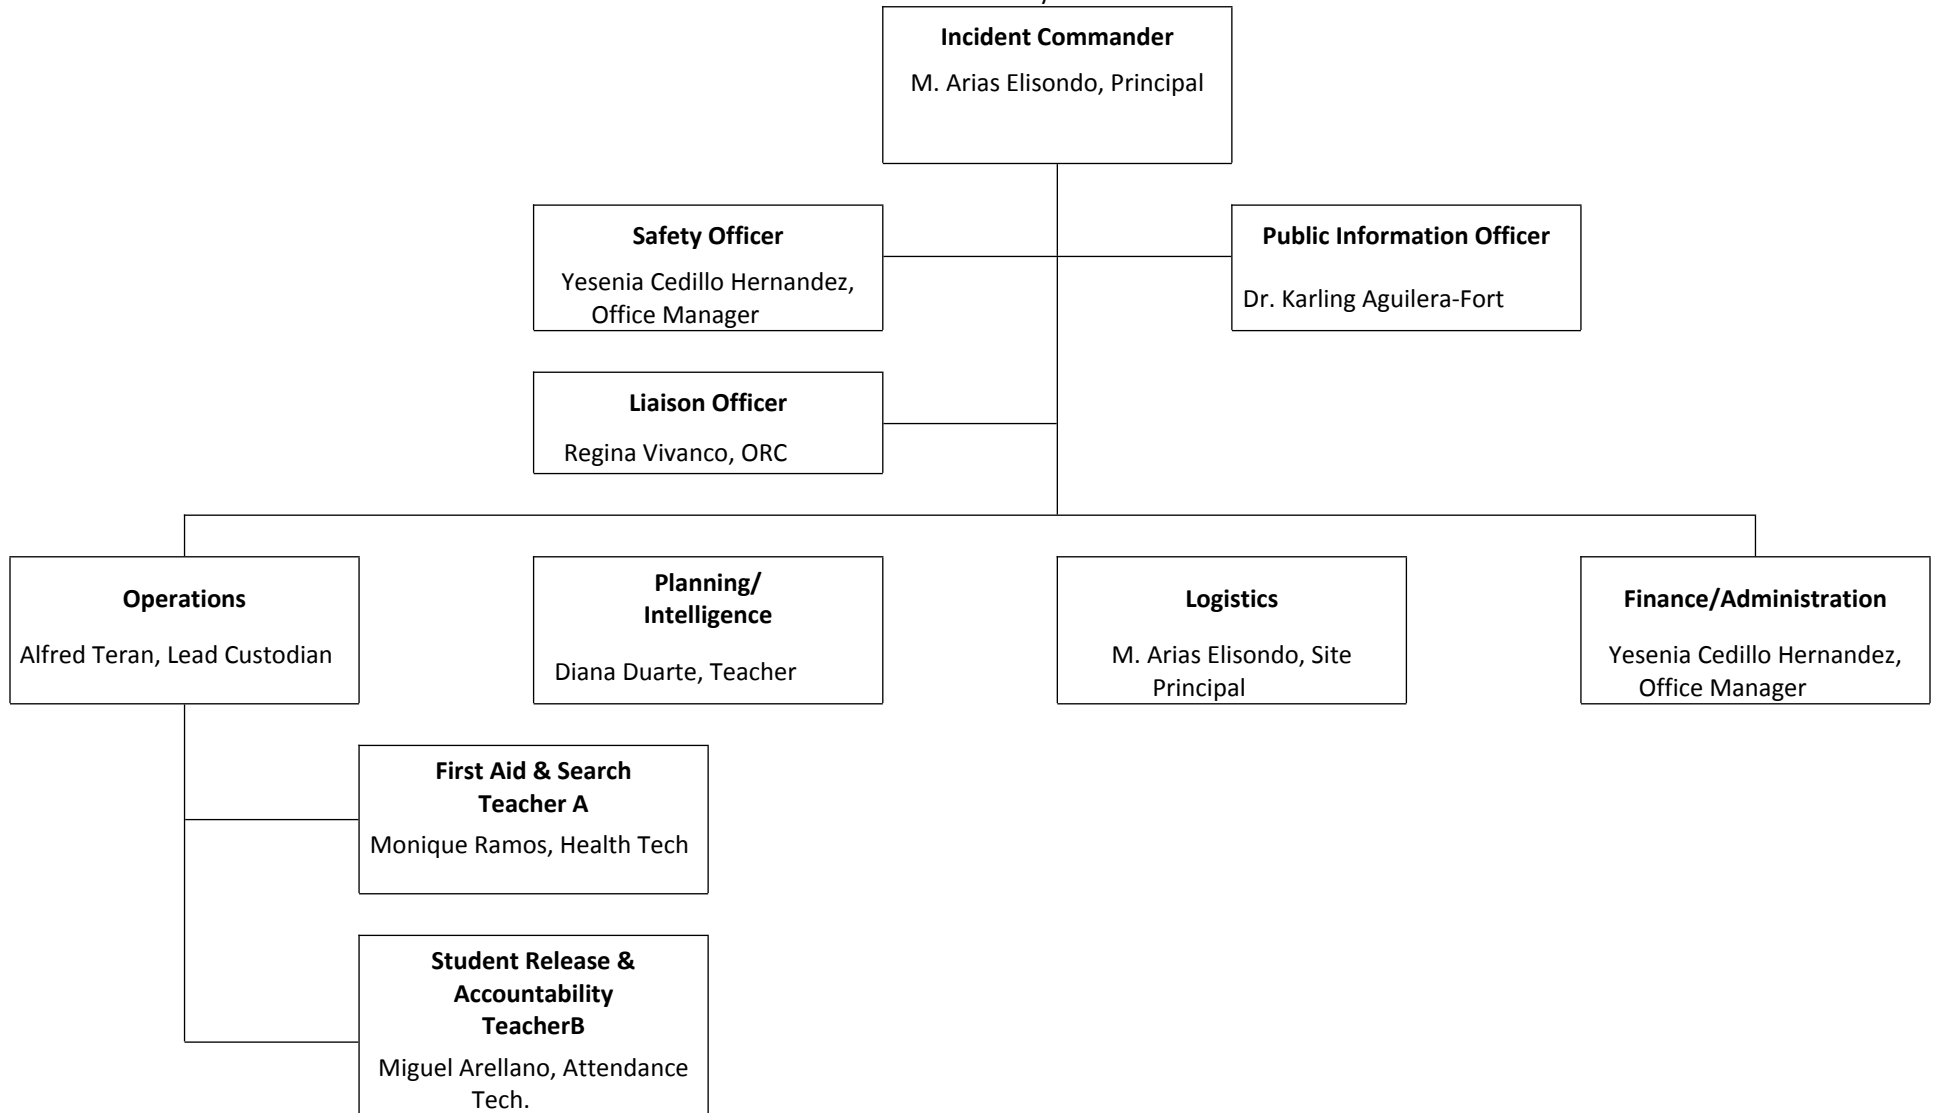 Incident Commander
M. Arias Elisondo, Principal
Safety Officer
Yesenia Cedillo Hernandez,
Office Manager
Public Information Officer
Dr. Karling Aguilera-Fort
Liaison Officer
Regina Vivanco, ORC
Operations
Alfred Teran, Lead Custodian
Planning/
Intelligence
Diana Duarte, Teacher
Logistics
M. Arias Elisondo, Site
Principal
Finance/Administration
Yesenia Cedillo Hernandez,
Office Manager
First Aid & Search
Teacher A
Monique Ramos, Health Tech
Student Release &
Accountability
TeacherB
Miguel Arellano, Attendance
Tech.